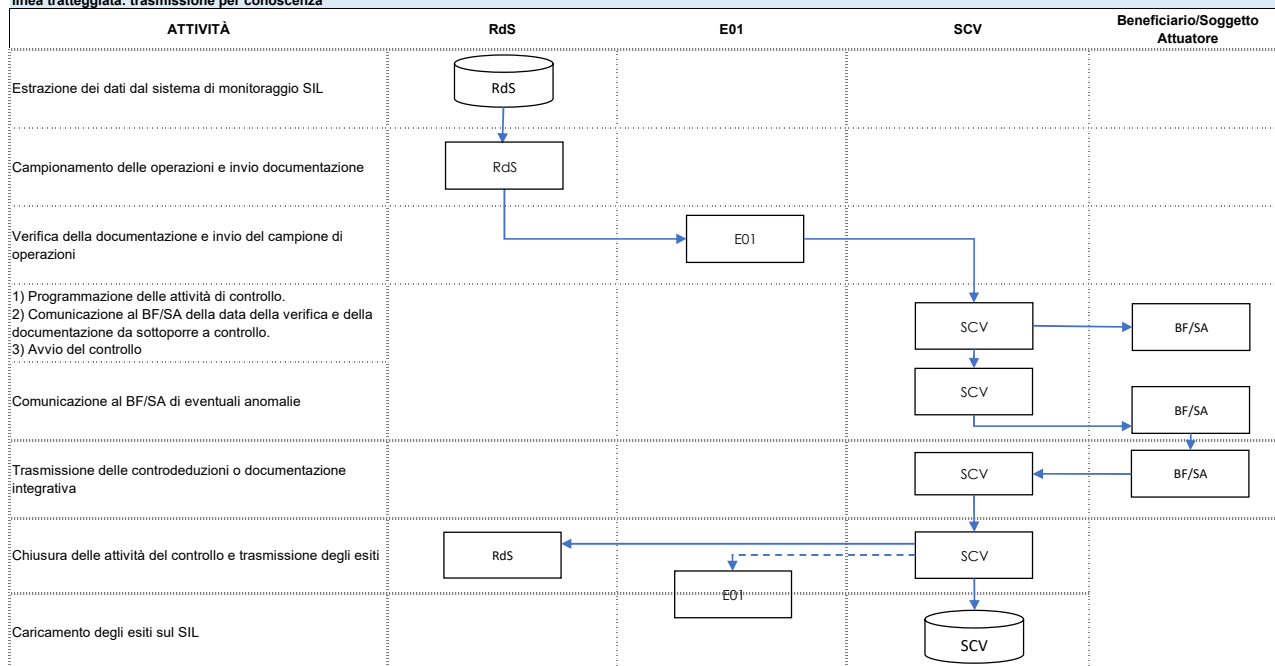 linea tratteggiata: trasmissione per conoscenza
ATTIVITÀ
RdS
E01
SCV
Beneficiario/Soggetto
Attuatore
Estrazione dei dati dal sistema di monitoraggio SIL
RdS
Campionamento delle operazioni e invio documentazione
RdS
Verifica della documentazione e invio del campione di
operazioni
E01
1) Programmazione delle attività di controllo.
2) Comunicazione al BF/SA della data della verifica e della
documentazione da sottoporre a controllo.
3) Avvio del controllo
SCV
BF/SA
Comunicazione al BF/SA di eventuali anomalie
SCV
BF/SA
Trasmissione delle controdeduzioni o documentazione
integrativa
SCV
BF/SA
Chiusura delle attività del controllo e trasmissione degli esiti
RdS
SCV
E01
Caricamento degli esiti sul SIL
SCV